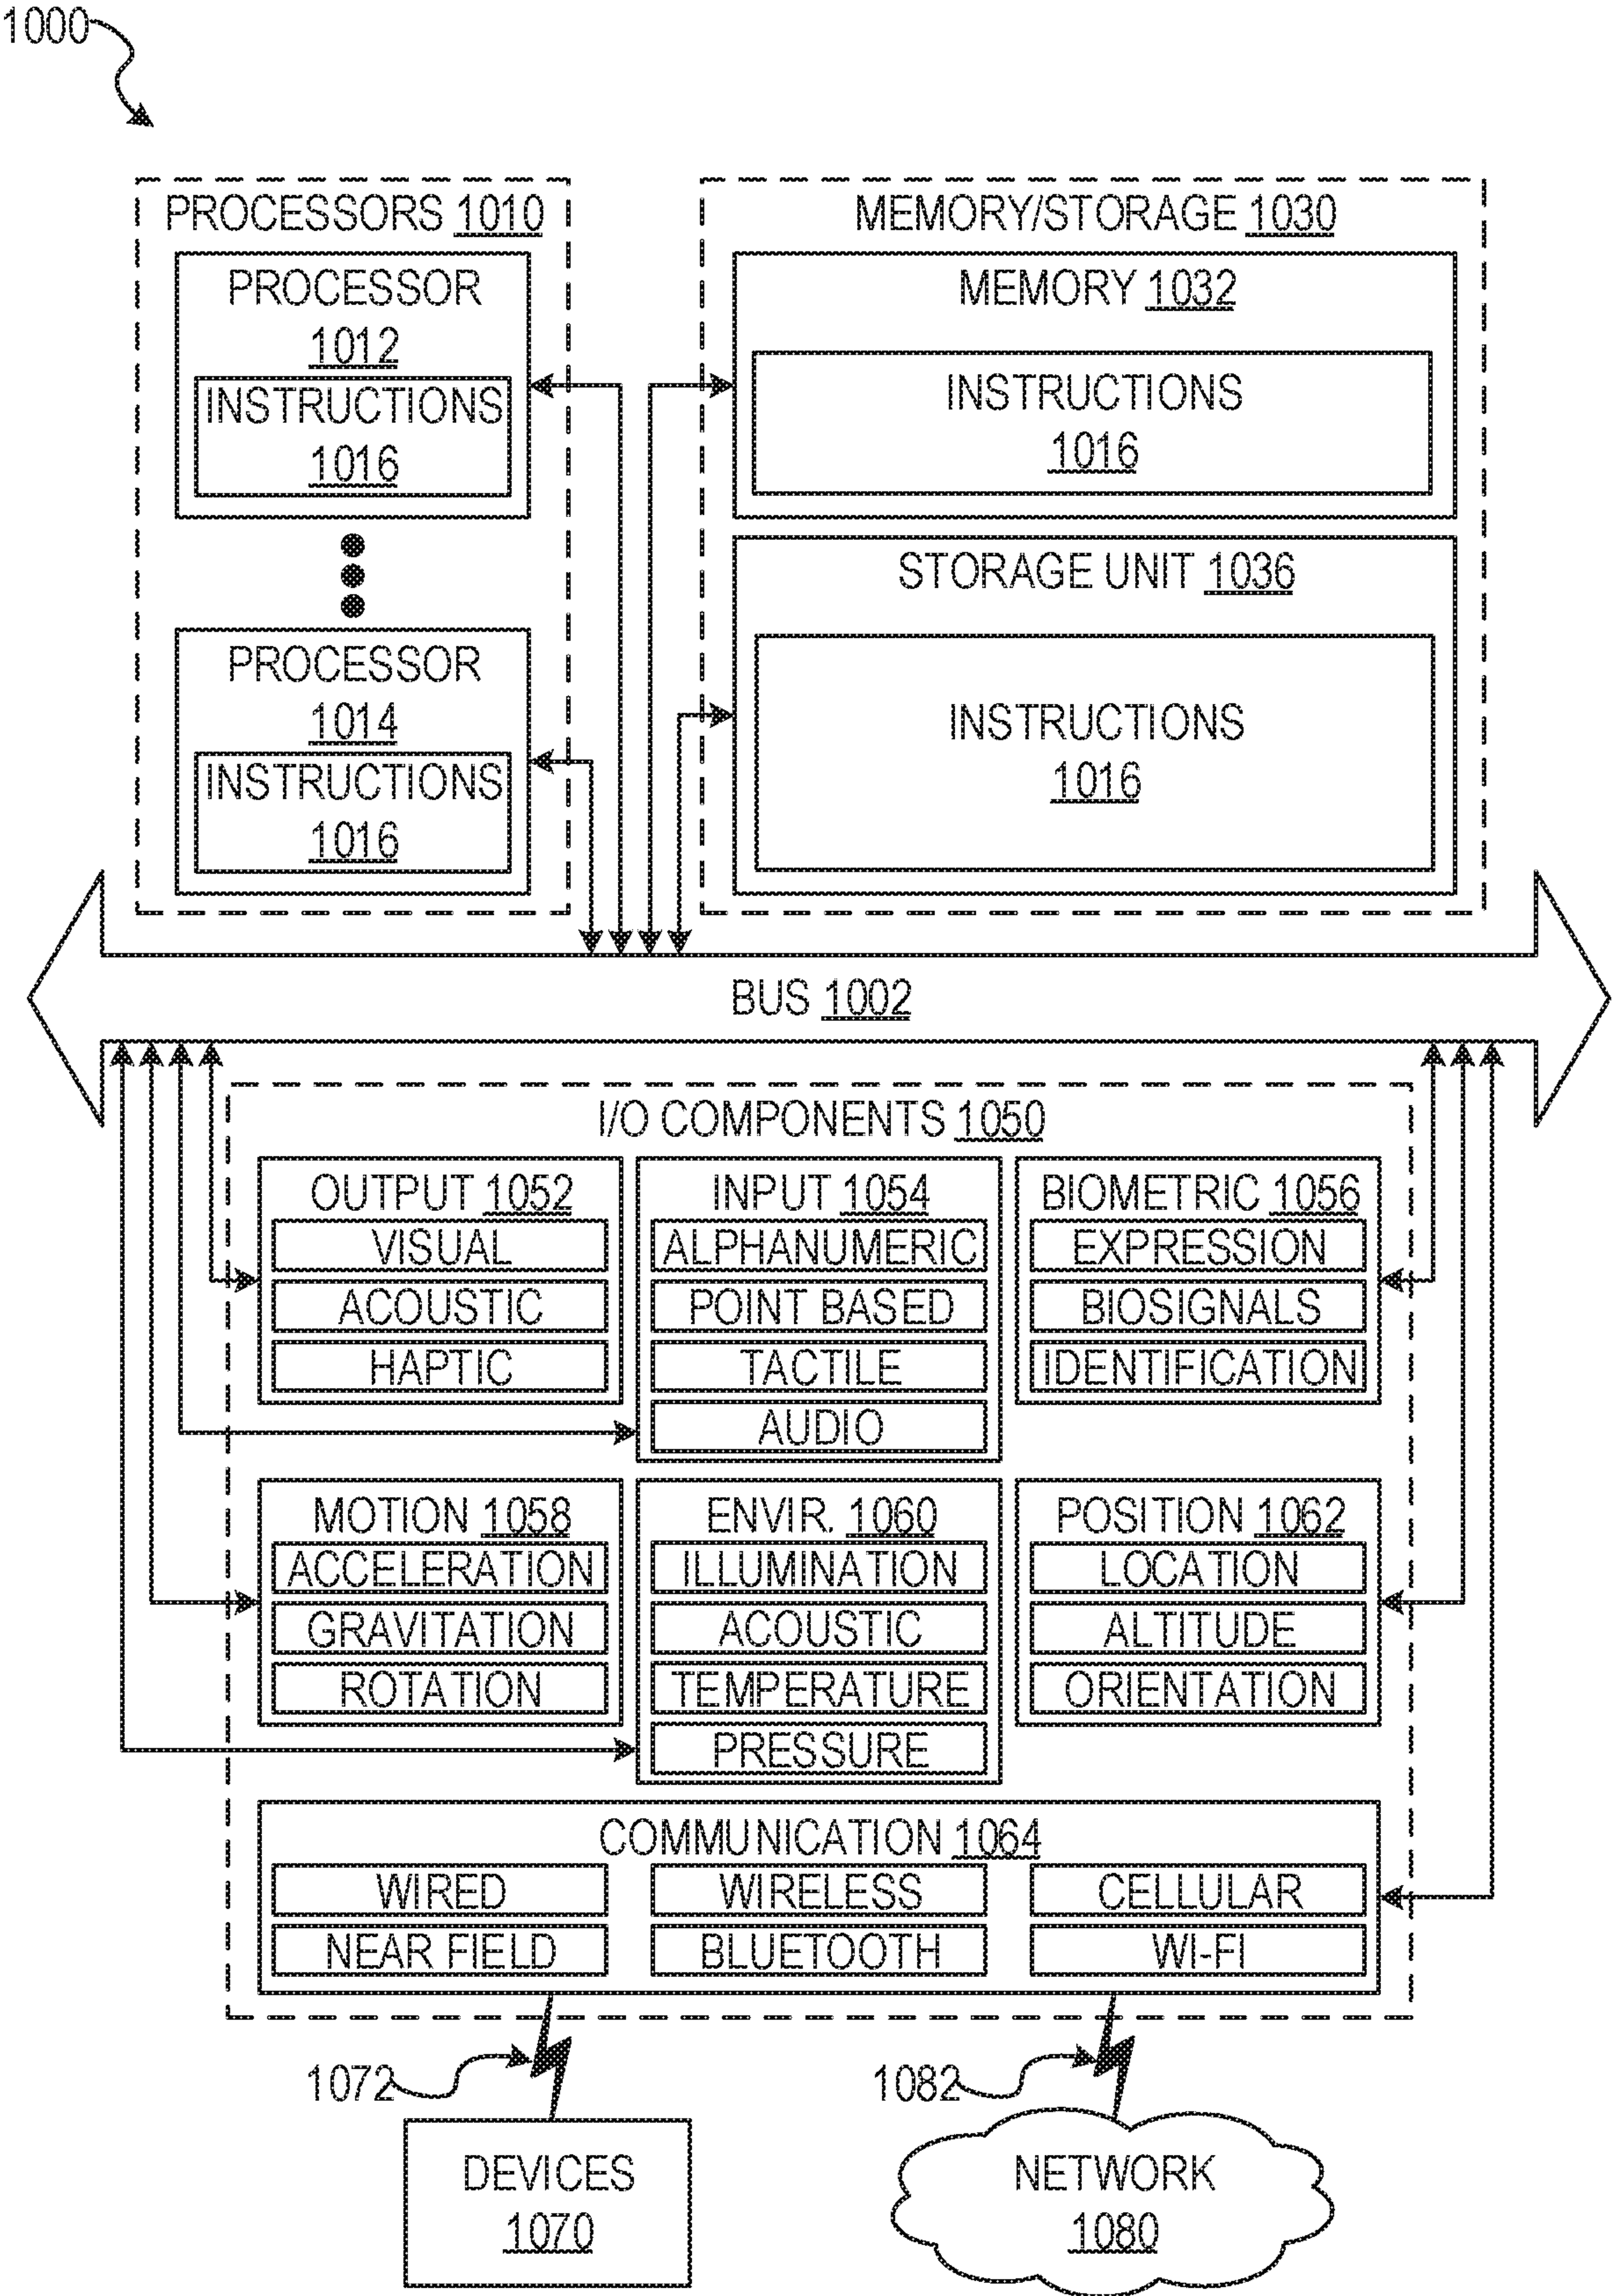 1000
PROCESSORS 1010
PROCESSOR
1012
INSTRUCTIONS
1016
PROCESSOR
1014
INSTRUCTIONS
1016
MEMORY/STORAGE 1030
MEMORY 1032
INSTRUCTIONS
1016
STORAGE UNIT 1036
INSTRUCTIONS
1016
BUS 1002
I/O COMPONENTS 1050
OUTPUT 1052
VISUAL
ACOUSTIC
HAPTIC
INPUT 1054
ALPHANUMERIC
POINT BASED
TACTILE
AUDIO
BIOMETRIC 1056
EXPRESSION
BIOSIGNALS
IDENTIFICATION
MOTION 1058
ACCELERATION
GRAVITATION
ROTATION
ENVIR. 1060
ILLUMINATION
ACOUSTIC
TEMPERATURE
PRESSURE
POSITION 1062
LOCATION
ALTITUDE
ORIENTATION
COMMUNICATION 1064
WIRED
WIRELESS
CELLULAR
NEAR FIELD
BLUETOOTH
WI-FI
1072
1082
DEVICES
1070
NETWORK
1080